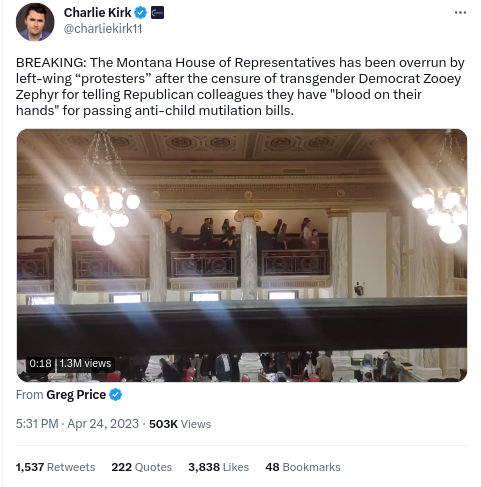 Charlie Kirk
@charliekirk11
BREAKING: The Montana House of Representatives has been overrun by
left-wing “protesters” after the censure of transgender Democrat Zooey
Zephyr for telling Republican colleagues they have "blood on their
hands" for passing anti-child mutilation bills.
0:18 | 1.3M views
From Greg Price
5:31 PM · Apr 24, 2023 · 503K Views
1,537 Retweets 222 Quotes 3,838 Likes 48 Bookmarks